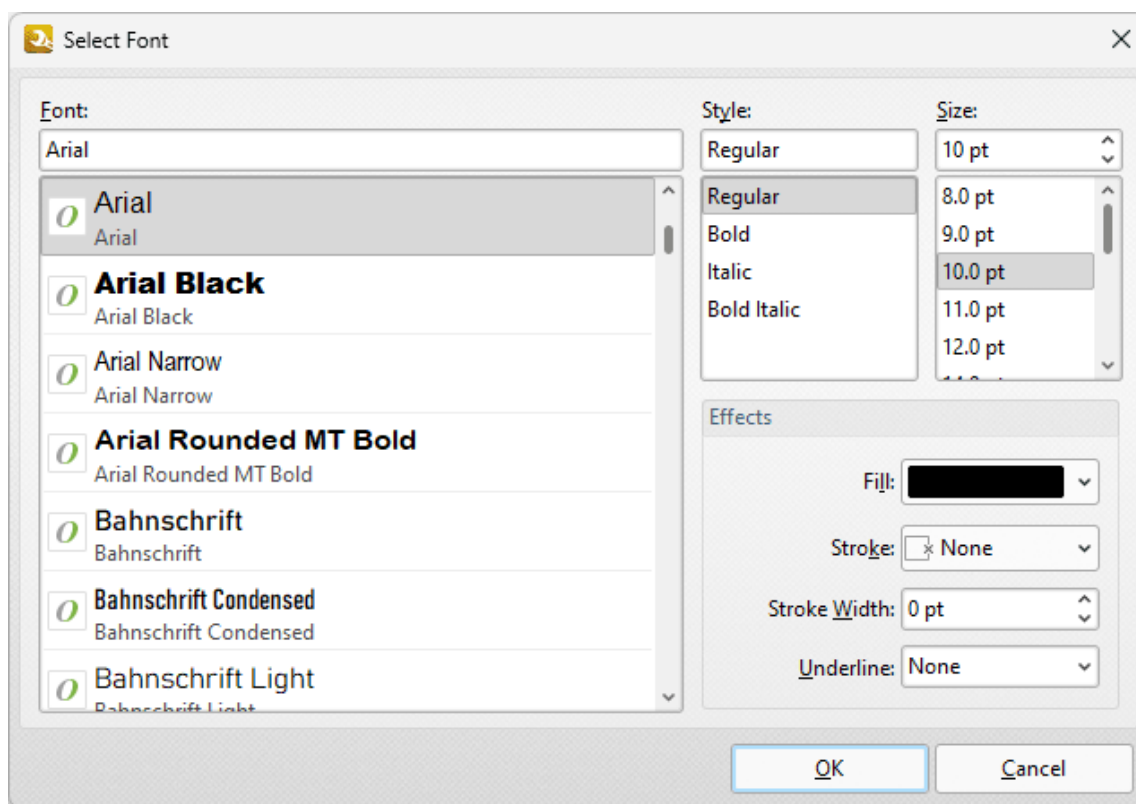 Select Font
Font:
Arial
Arial
Arial
Arial Black
Arial Black
Arial Narrow
Arial Narrow
Arial Rounded MT Bold
Arial Rounded MT Bold
Bahnschrift
Bahnschrift
Bahnschrift Condensed
Bahnschrift Condensed
Bahnschrift Light
Bahnschrift Light
Style:
Regular
Regular
Bold
Italic
Bold Italic
Size:
10 pt
8.0 pt
9.0 pt
10.0 pt
11.0 pt
12.0 pt
Effects
Fill:
Stroke: None
Stroke Width: 0 pt
Underline: None
OK
Cancel